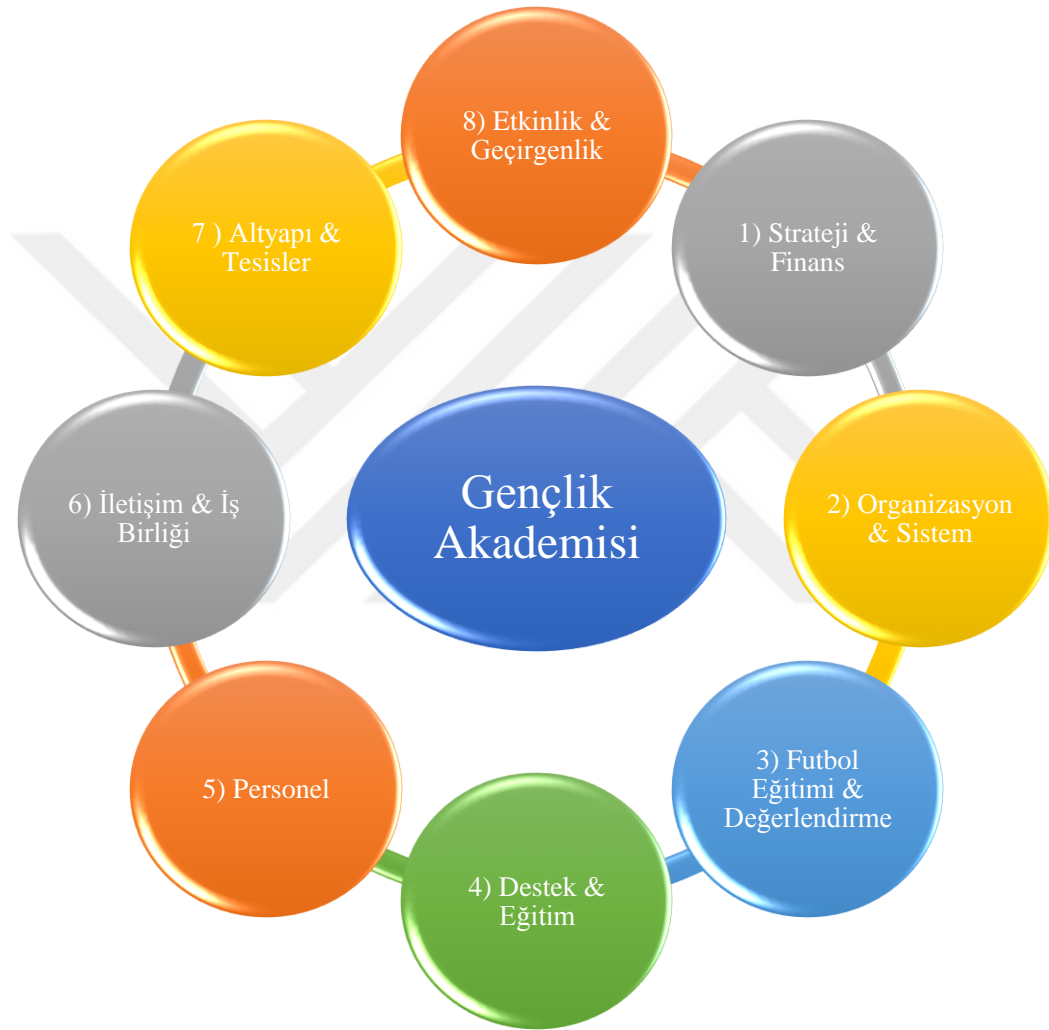 8) Etkinlik &
Geçirgenlik
1) Strateji &
Finans
2) Organizasyon
& Sistem
3) Futbol
Eğitimi &
Değerlendirme
4) Destek &
Eğitim
5) Personel
6) İletişim & İş
Birliği
7 ) Altyapı &
Tesisler
Gençlik
Akademisi